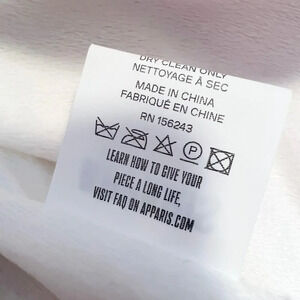 DRY CLEAN ONLY
NETTOYAGE À SEC
MADE IN CHINA
FABRIQUÉ EN CHINE
RN 156243
P
LEARN HOW TO GIVE YOUR
PIECE A LONG LIFE,
VISIT FAQ ON APPARIS.COM